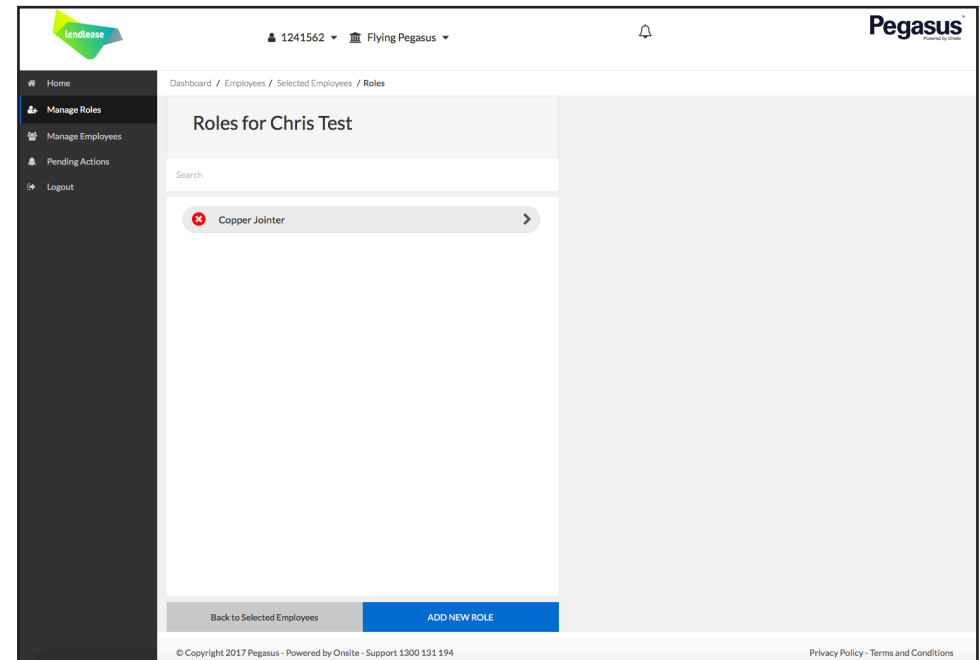 lendlease
1241562 Flying Pegasus
Pegasus™
Powered by Onsite
Home
Manage Roles
Manage Employees
Pending Actions
Logout
Dashboard / Employees / Selected Employees / Roles
Roles for Chris Test
Search
Copper Jointer
Back to Selected Employees
ADD NEW ROLE
© Copyright 2017 Pegasus - Powered by Onsite - Support 1300 131 194
Privacy Policy - Terms and Conditions